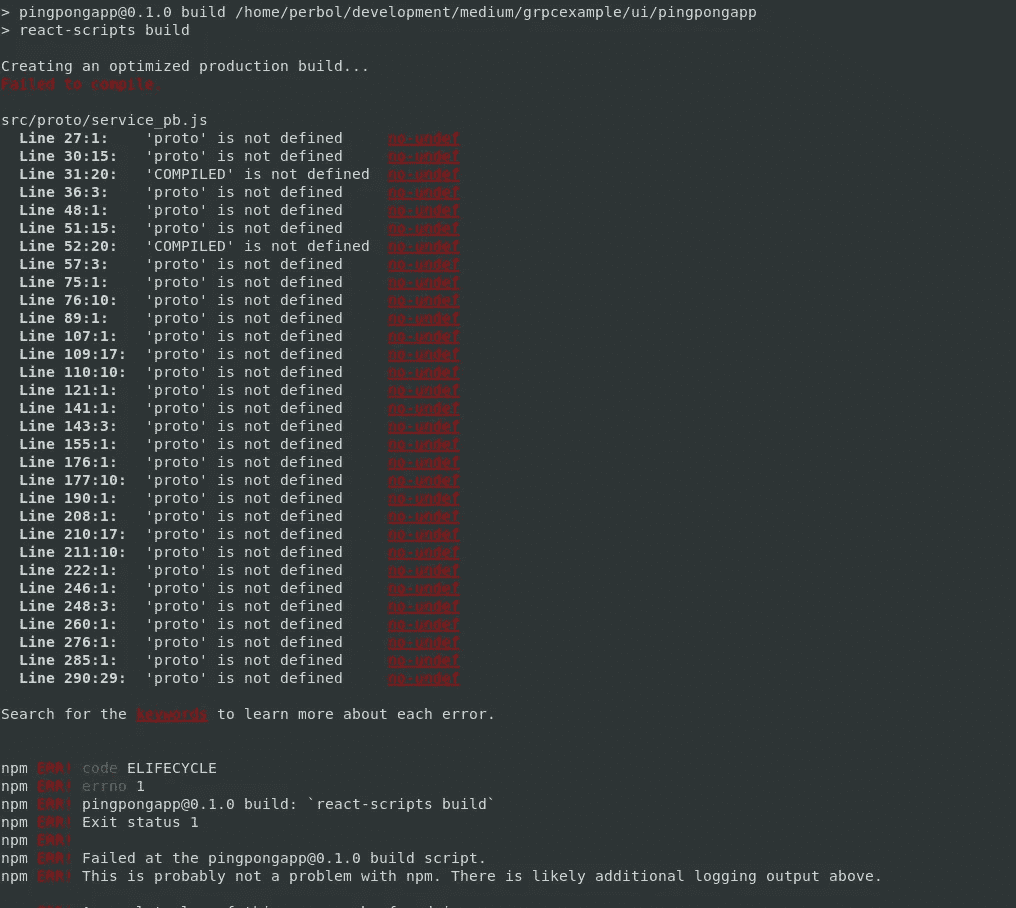 > pingpongapp@0.1.0 build /home/perbol/development/medium/grpcexample/ui/pingpongapp
> react-scripts build
Creating an optimized production build...
Failed to compile.
src/proto/service_pb.js
Line 27:1: 'proto' is not defined no-undef
Line 30:15: 'proto' is not defined no-undef
Line 31:20: 'COMPILED' is not defined no-undef
Line 36:3: 'proto' is not defined no-undef
Line 48:1: 'proto' is not defined no-undef
Line 51:15: 'proto' is not defined no-undef
Line 52:20: 'COMPILED' is not defined no-undef
Line 57:3: 'proto' is not defined no-undef
Line 75:1: 'proto' is not defined no-undef
Line 76:10: 'proto' is not defined no-undef
Line 89:1: 'proto' is not defined no-undef
Line 107:1: 'proto' is not defined no-undef
Line 109:17: 'proto' is not defined no-undef
Line 110:10: 'proto' is not defined no-undef
Line 121:1: 'proto' is not defined no-undef
Line 141:1: 'proto' is not defined no-undef
Line 143:3: 'proto' is not defined no-undef
Line 155:1: 'proto' is not defined no-undef
Line 176:1: 'proto' is not defined no-undef
Line 177:10: 'proto' is not defined no-undef
Line 190:1: 'proto' is not defined no-undef
Line 208:1: 'proto' is not defined no-undef
Line 210:17: 'proto' is not defined no-undef
Line 211:10: 'proto' is not defined no-undef
Line 222:1: 'proto' is not defined no-undef
Line 246:1: 'proto' is not defined no-undef
Line 248:3: 'proto' is not defined no-undef
Line 260:1: 'proto' is not defined no-undef
Line 276:1: 'proto' is not defined no-undef
Line 285:1: 'proto' is not defined no-undef
Line 290:29: 'proto' is not defined no-undef
Search for the keywords to learn more about each error.
npm ERR! code ELIFECYCLE
npm ERR! errno 1
npm ERR! pingpongapp@0.1.0 build: `react-scripts build`
npm ERR! Exit status 1
npm ERR!
npm ERR! Failed at the pingpongapp@0.1.0 build script.
npm ERR! This is probably not a problem with npm. There is likely additional logging output above.